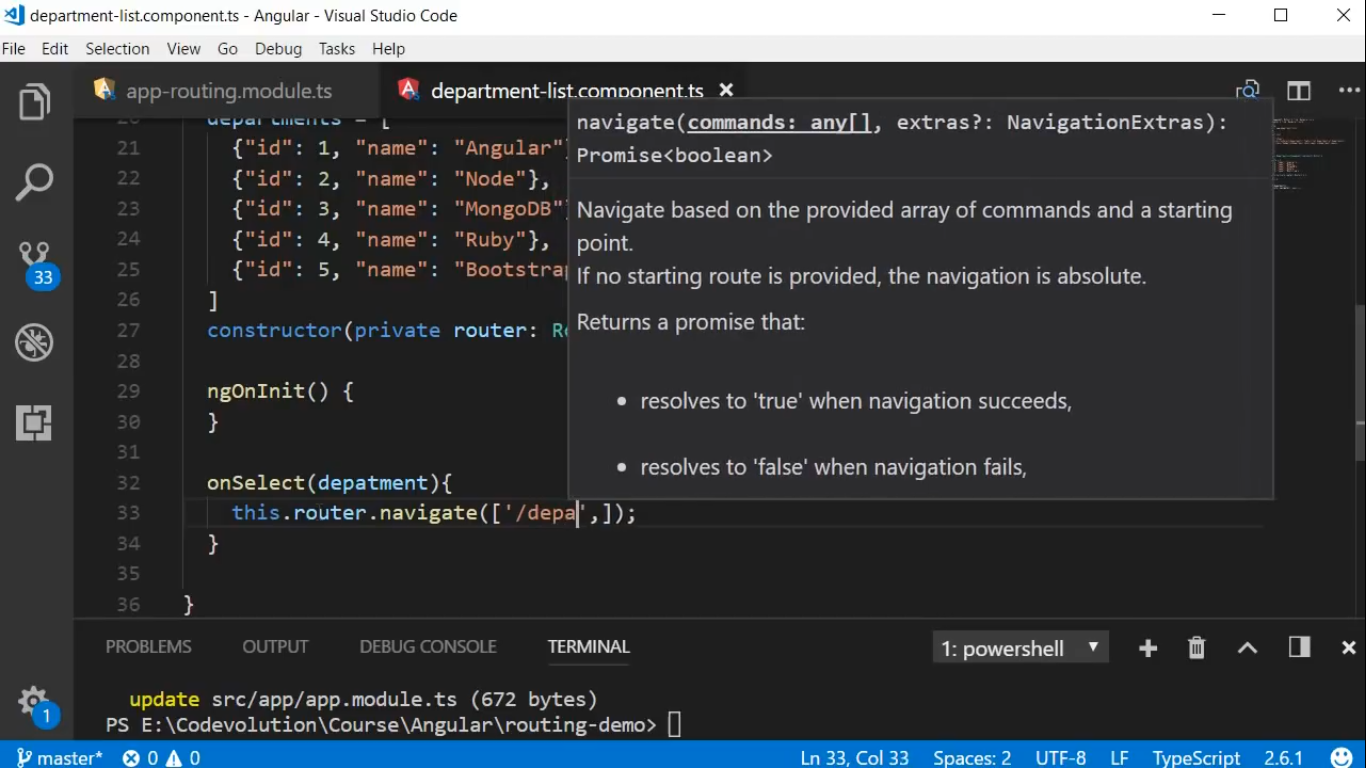 department-list.component.ts - Angular - Visual Studio Code
File Edit Selection View Go Debug Tasks Help
app-routing.module.ts department-list.component.ts
20 departments = [
21 {"id": 1, "name": "Angular"}
22 {"id": 2, "name": "Node"},
23 {"id": 3, "name": "MongoDB"}
24 {"id": 4, "name": "Ruby"},
25 {"id": 5, "name": "Bootstrap
26 ]
27 constructor(private router: Ro
28
29 ngOnInit() {
30 }
31
32 onSelect(depatment){
33 this.router.navigate(['/depa',]);
34 }
35
36 }
navigate(commands: any[], extras?: NavigationExtras):
Promise<boolean>
Navigate based on the provided array of commands and a starting
point.
If no starting route is provided, the navigation is absolute.
Returns a promise that:
• resolves to 'true' when navigation succeeds,
• resolves to 'false' when navigation fails,
33
1
PROBLEMS OUTPUT DEBUG CONSOLE TERMINAL 1: powershell
update src/app/app.module.ts (672 bytes)
PS E:\Codevolution\Course\Angular\routing-demo>
master* 0 0 Ln 33, Col 33 Spaces: 2 UTF-8 LF TypeScript 2.6.1